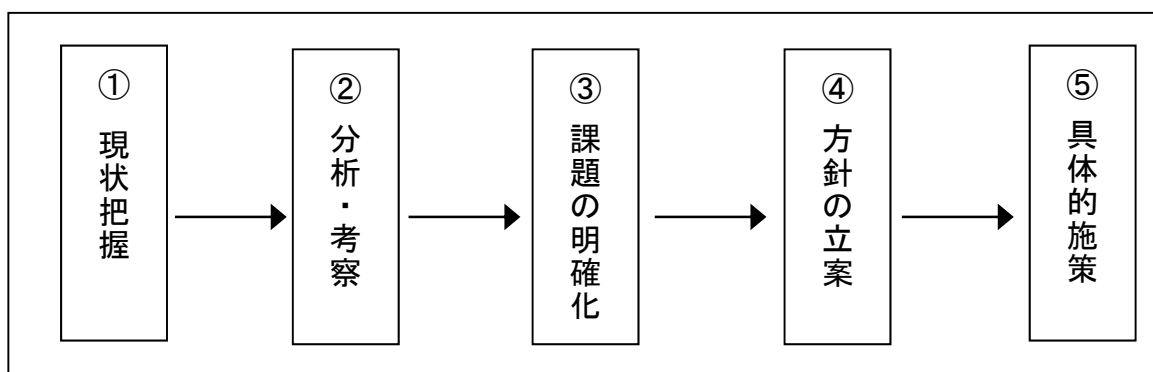 ① 現状把握
② 分析・考察
③ 課題の明確化
④ 方針の立案
⑤ 具体的施策